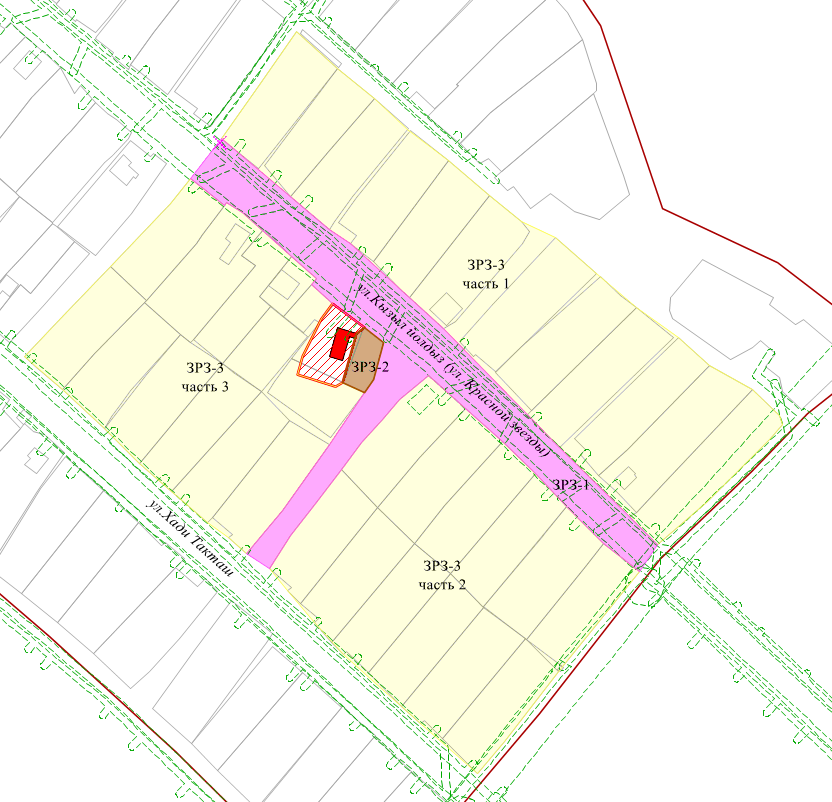 ЗРЗ-3
часть 1
ул.Кызыл йолдыз (ул.Красной звезды)
ЗРЗ-2
ЗРЗ-3
часть 3
ЗРЗ-1
ул.Хади Такташ
ЗРЗ-3
часть 2